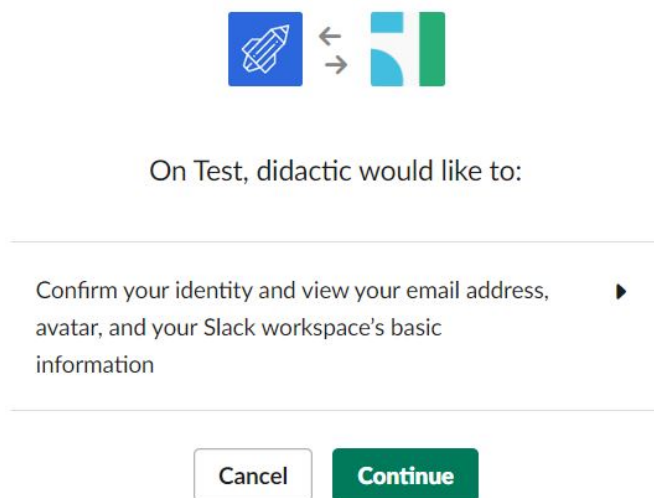 On Test, didactic would like to:
Confirm your identity and view your email address,
avatar, and your Slack workspace’s basic
information
Cancel
Continue